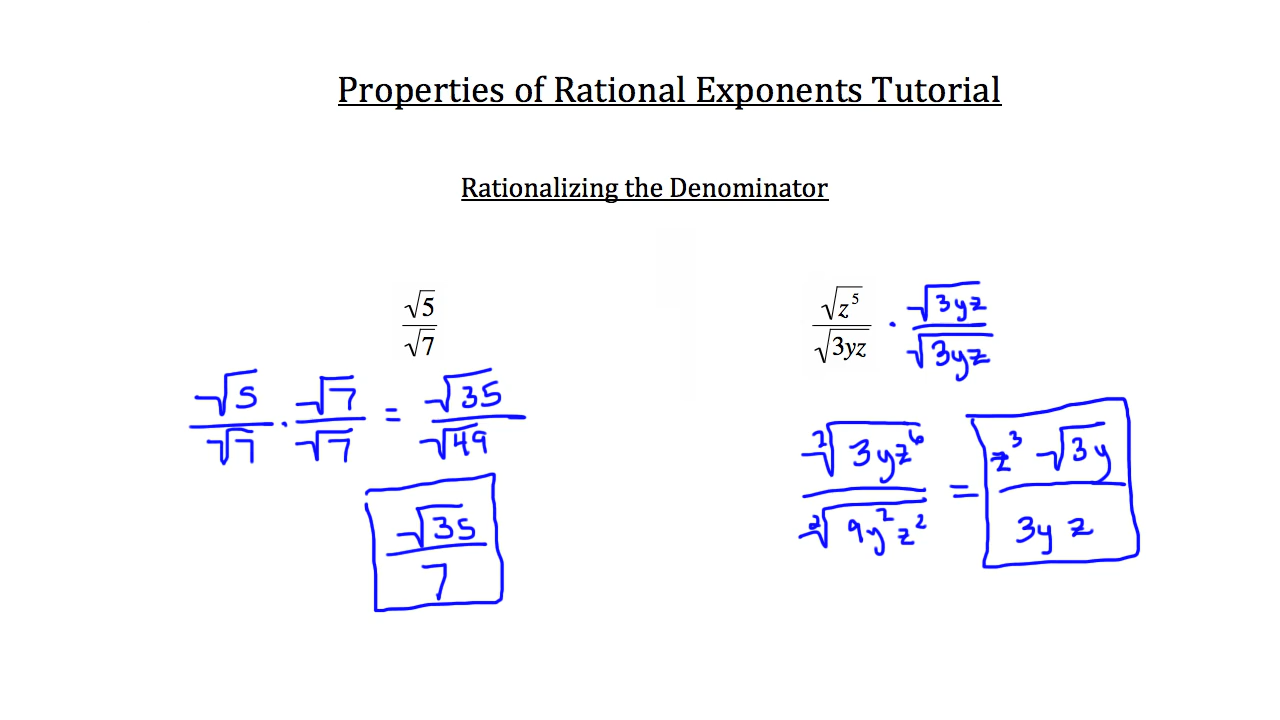 Properties of Rational Exponents Tutorial
Rationalizing the Denominator
√5 / √7
√5 / √7 · √7 / √7 = √35 / √49
√35 / 7
√z⁵ / √3yz · √3yz / √3yz
²√3yz⁶ / ²√9y²z² = z³ √3y / 3y z